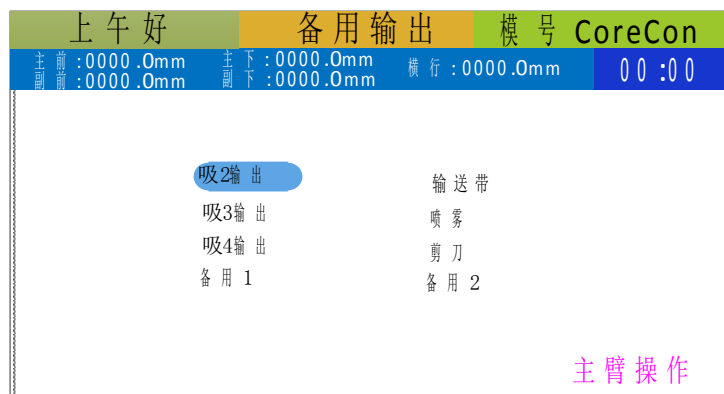 上午好 备用输出 模号 CoreCon
主前:0000.0mm 主下:0000.0mm 横行:0000.0mm 00:00
副前:0000.0mm 副下:0000.0mm
吸2输出 输送带
吸3输出 喷雾
吸4输出 剪刀
备用1 备用2
主臂操作